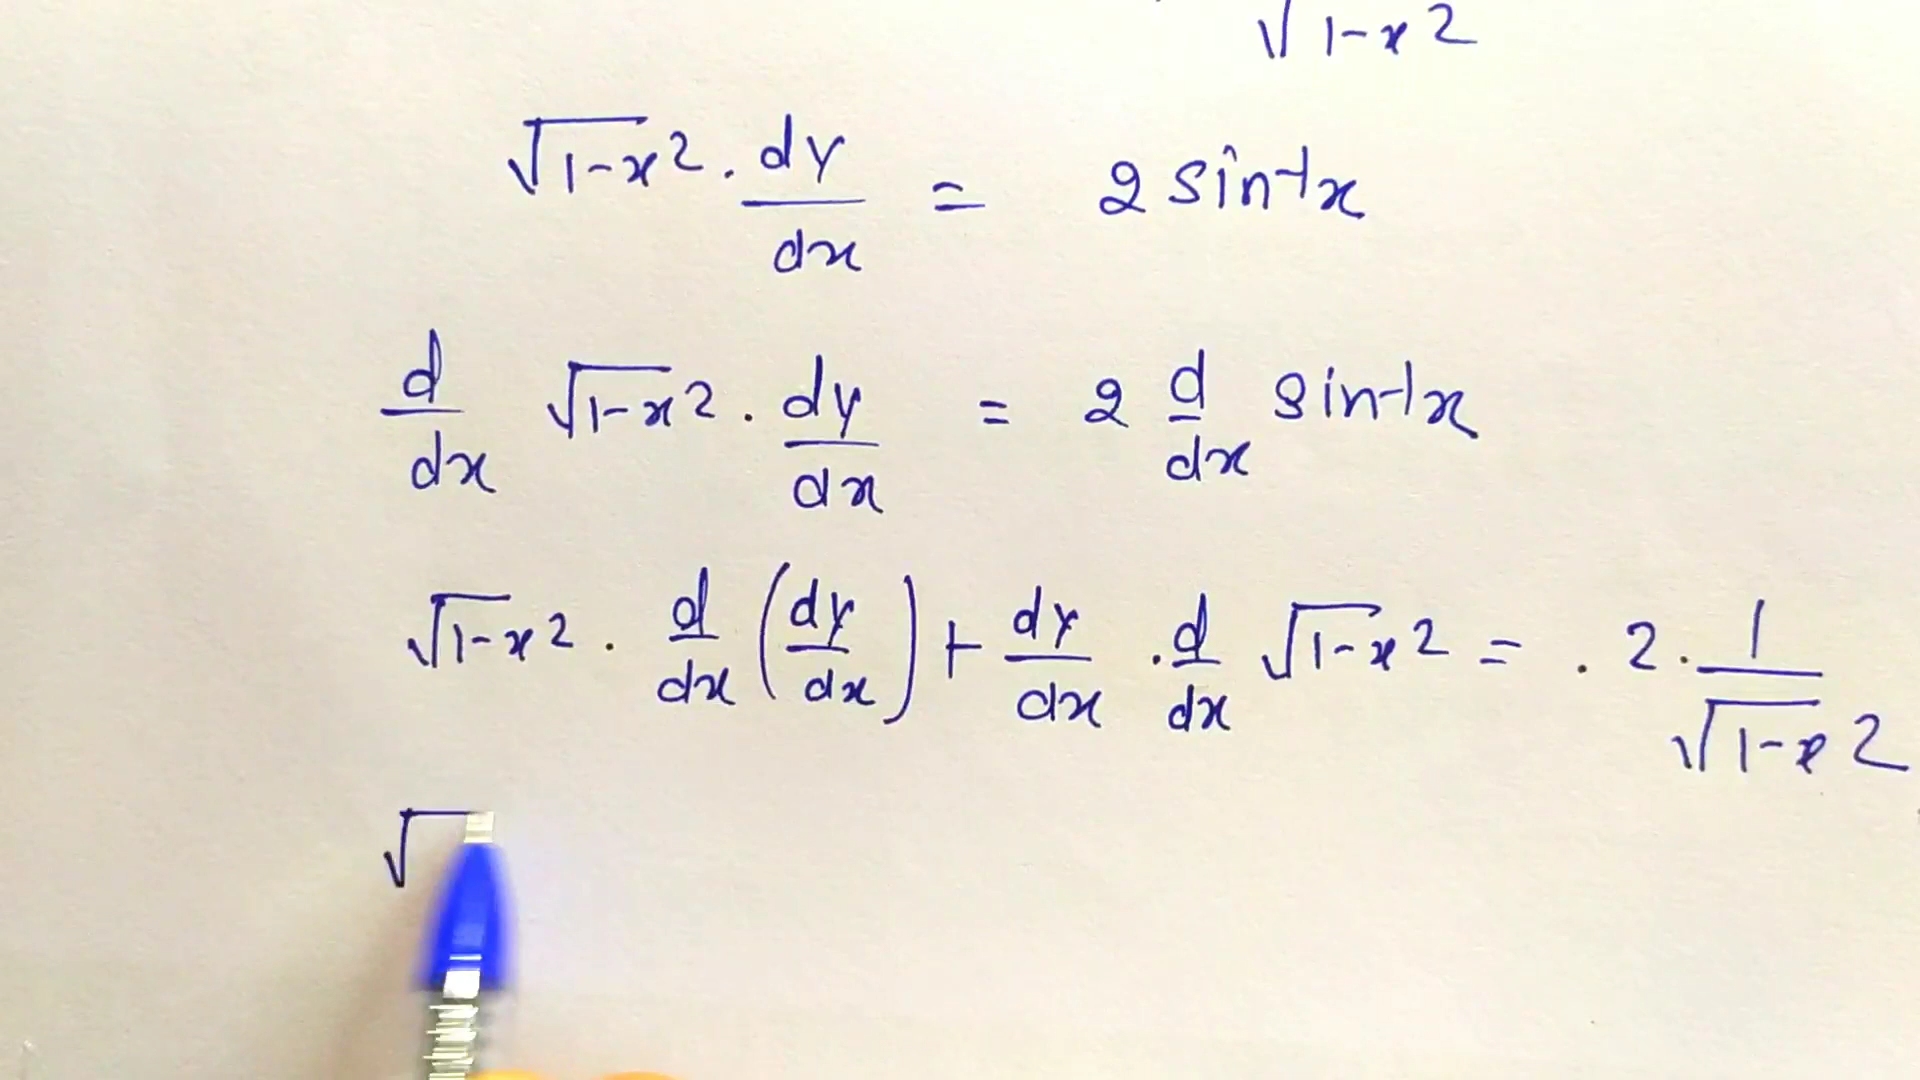 √1-x²
√1-x² . dy/dx = 2 sin⁻¹x
d/dx √1-x² . dy/dx = 2 d/dx sin⁻¹x
√1-x² . d/dx (dy/dx) + dy/dx . d/dx √1-x² = . 2 . 1/√1-x²
√